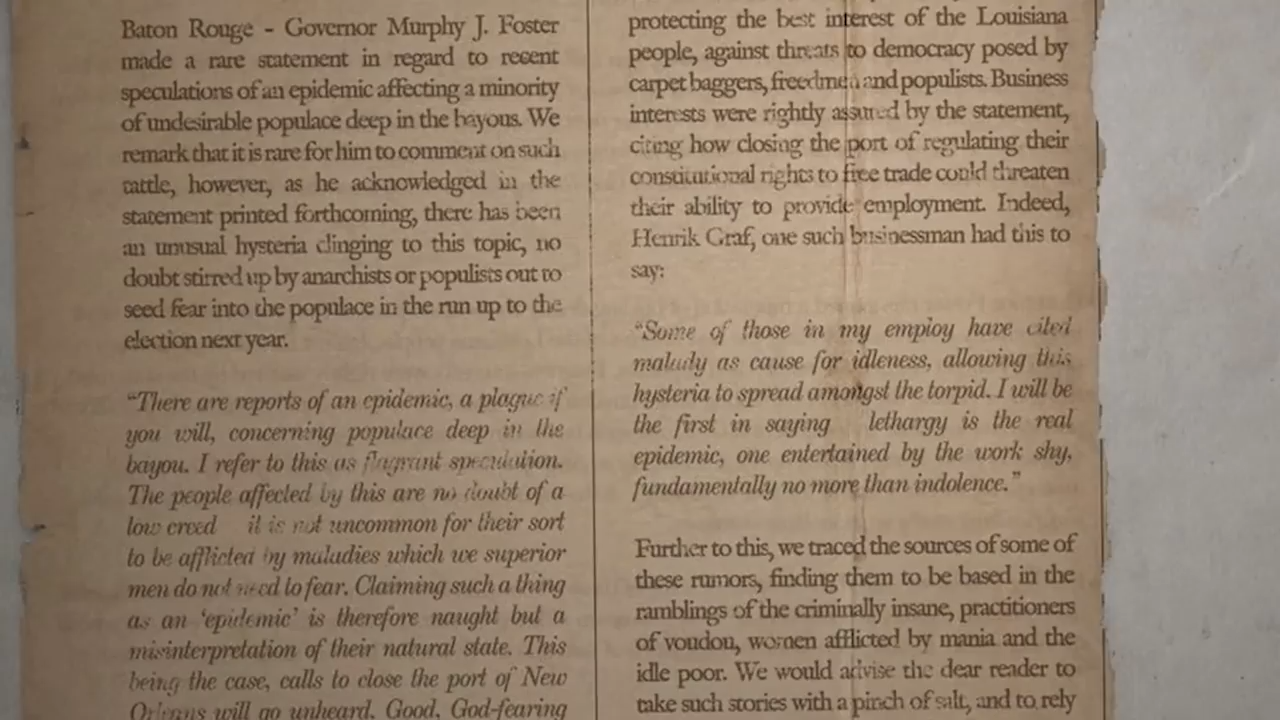 Baton Rouge - Governor Murphy J. Foster
made a rare statement in regard to recent
speculations of an epidemic affecting a minority
of undesirable populace deep in the bayous. We
remark that it is rare for him to comment on such
tattle, however, as he acknowledged in the
statement printed forthcoming, there has been
an unusual hysteria clinging to this topic, no
doubt stirred up by anarchists or populists out to
seed fear into the populace in the run up to the
election next year.
“There are reports of an epidemic, a plague if
you will, concerning populace deep in the
bayou. I refer to this as flagrant speculation.
The people affected by this are no doubt of a
low creed it is not uncommon for their sort
to be afflicted by maladies which we superior
men do not need to fear. Claiming such a thing
as an ‘epidemic’ is therefore naught but a
misinterpretation of their natural state. This
being the case, calls to close the port of New
Orleans will go unheard. Good, God-fearing
protecting the best interest of the Louisiana
people, against threats to democracy posed by
carpet baggers, freedmen and populists. Business
interests were rightly assured by the statement,
citing how closing the port of regulating their
constitutional rights to free trade could threaten
their ability to provide employment. Indeed,
Henrik Graf, one such businessman had this to
say:
“Some of those in my employ have cited
malady as cause for idleness, allowing this
hysteria to spread amongst the torpid. I will be
the first in saying lethargy is the real
epidemic, one entertained by the work shy,
fundamentally no more than indolence.”
Further to this, we traced the sources of some of
these rumors, finding them to be based in the
ramblings of the criminally insane, practitioners
of voudou, women afflicted by mania and the
idle poor. We would advise the dear reader to
take such stories with a pinch of salt, and to rely